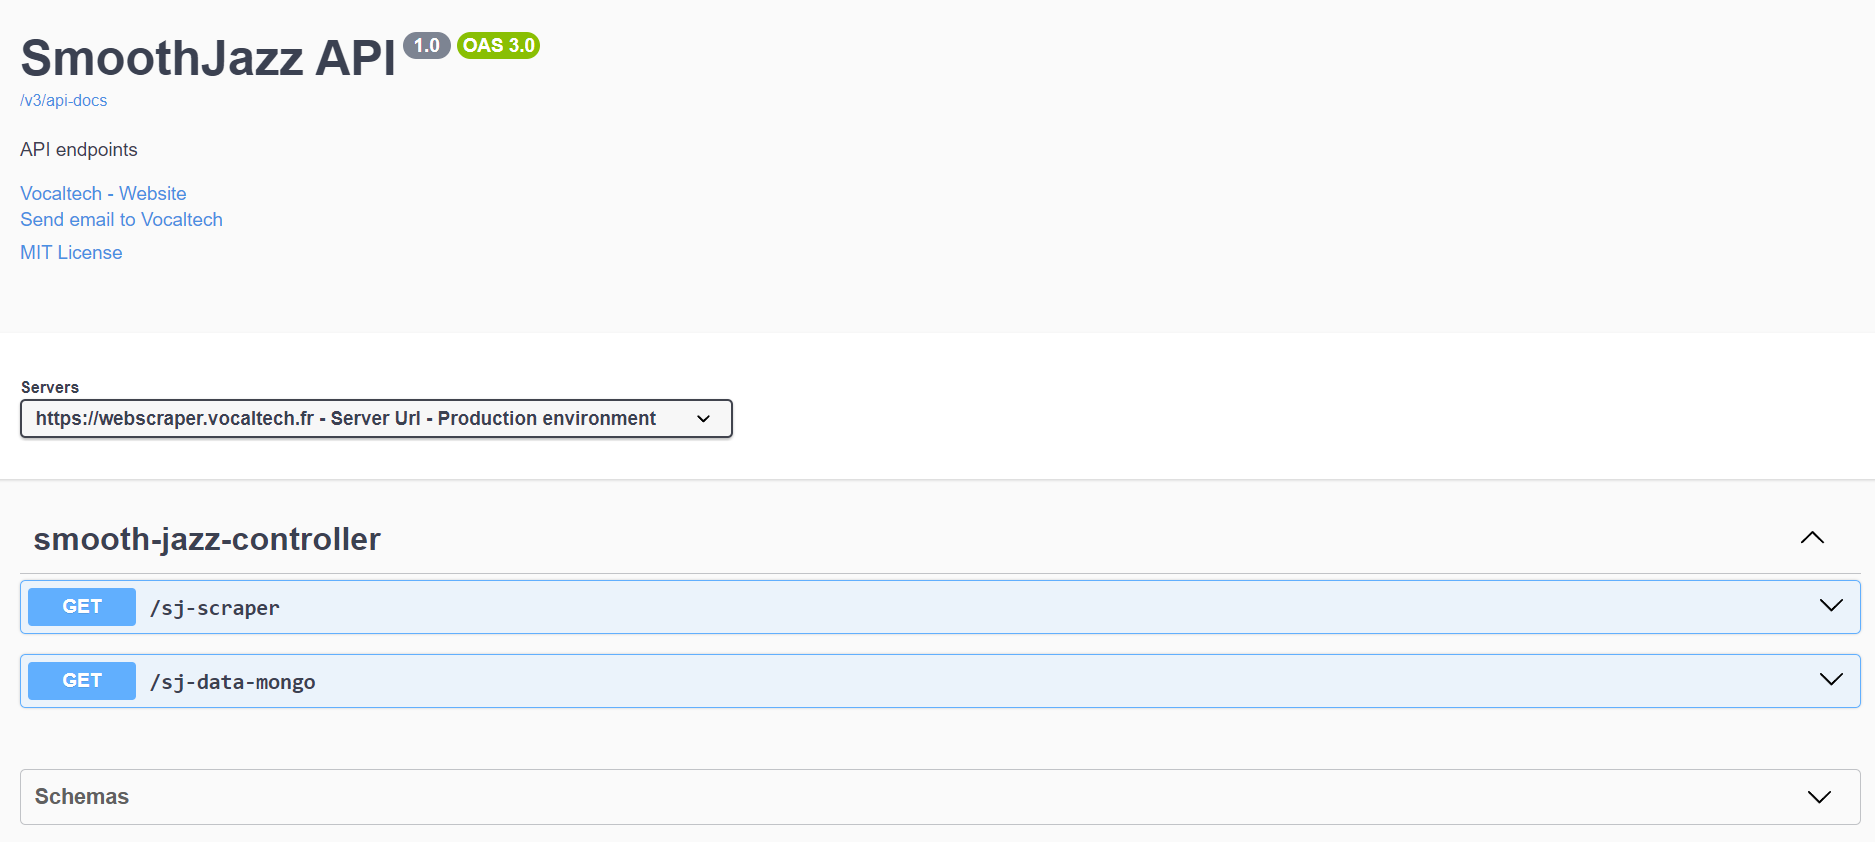 SmoothJazz API 1.0 OAS 3.0
/v3/api-docs
API endpoints
Vocaltech - Website
Send email to Vocaltech
MIT License
Servers
https://webscraper.vocaltech.fr - Server Url - Production environment
smooth-jazz-controller
GET /sj-scraper
GET /sj-data-mongo
Schemas